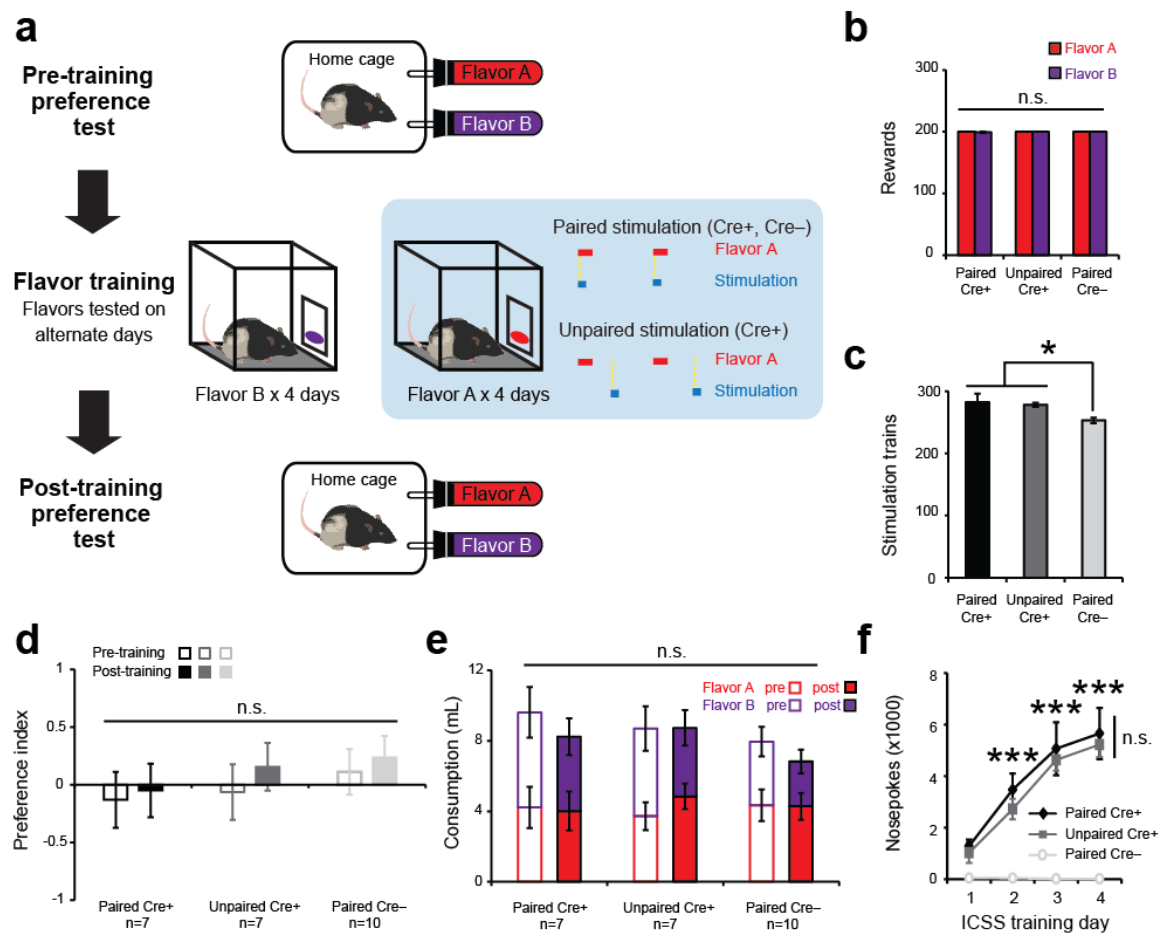 a
Pre-training
preference
test
Home cage
Flavor A
Flavor B
Flavor training
Flavors tested on
alternate days
Flavor B x 4 days
Flavor A x 4 days
Paired stimulation (Cre+, Cre–)
Flavor A
Stimulation
Unpaired stimulation (Cre+)
Flavor A
Stimulation
Post-training
preference
test
Home cage
Flavor A
Flavor B
b
Flavor A
Flavor B
n.s.
Rewards
300
200
100
0
Paired
Cre+
Unpaired
Cre+
Paired
Cre–
c
*
Stimulation trains
300
200
100
0
Paired
Cre+
Unpaired
Cre+
Paired
Cre–
d
Pre-training
Post-training
n.s.
Preference index
1
0.5
0
-0.5
-1
Paired Cre+
n=7
Unpaired Cre+
n=7
Paired Cre–
n=10
e
n.s.
Flavor A pre post
Flavor B pre post
Consumption (mL)
12
8
4
0
Paired Cre+
n=7
Unpaired Cre+
n=7
Paired Cre–
n=10
f
Nosepokes (x1000)
8
6
4
2
0
***
***
***
n.s.
Paired Cre+
Unpaired Cre+
Paired Cre–
1 2 3 4
ICSS training day